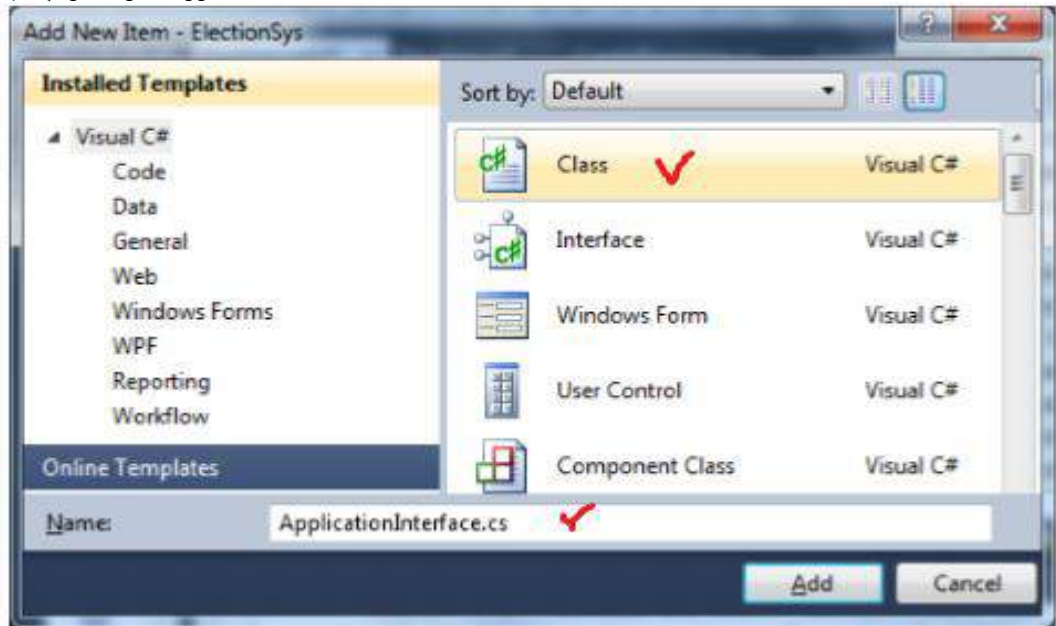 Add New Item - ElectionSys
Installed Templates
Visual C#
Code
Data
General
Web
Windows Forms
WPF
Reporting
Workflow
Online Templates
Sort by: Default
Class Visual C#
Interface Visual C#
Windows Form Visual C#
User Control Visual C#
Component Class Visual C#
Name: ApplicationInterface.cs
Add Cancel